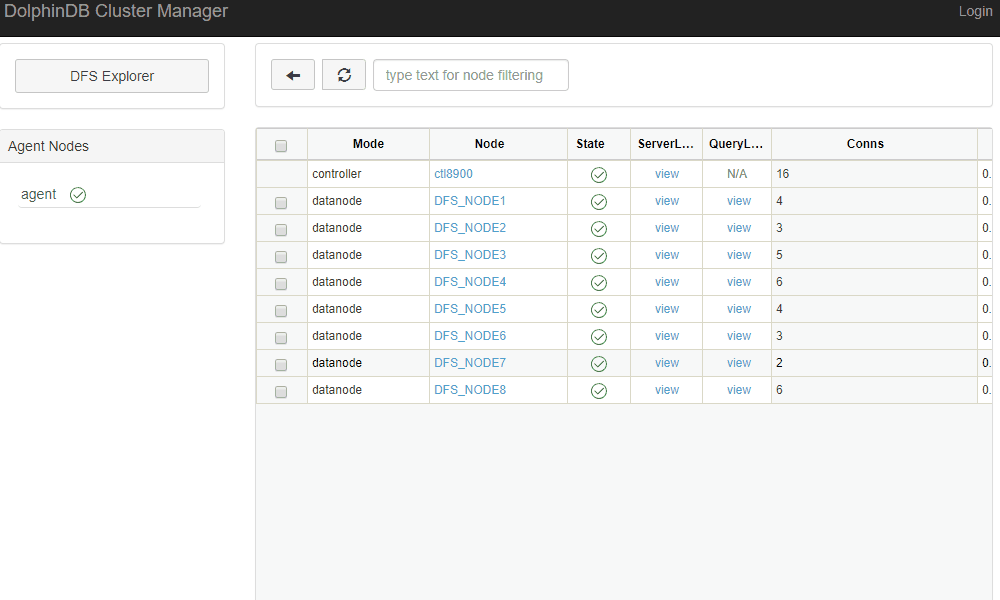 DolphinDB Cluster Manager Login
DFS Explorer
type text for node filtering
Agent Nodes
agent
Mode Node State ServerL... QueryL... Conns
controller ctl8900 view N/A 16 0.
datanode DFS_NODE1 view view 4 0.
datanode DFS_NODE2 view view 3 0.
datanode DFS_NODE3 view view 5 0.
datanode DFS_NODE4 view view 6 0.
datanode DFS_NODE5 view view 4 0.
datanode DFS_NODE6 view view 3 0.
datanode DFS_NODE7 view view 2 0.
datanode DFS_NODE8 view view 6 0.